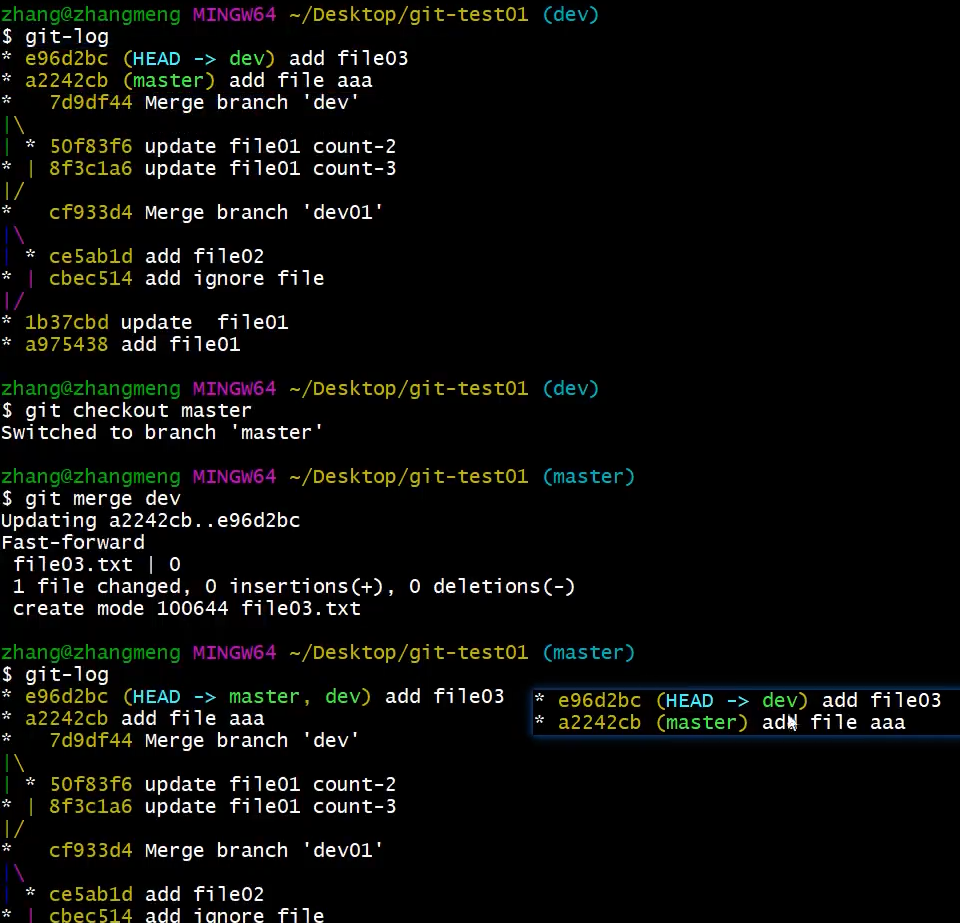 zhang@zhangmeng MINGW64 ~/Desktop/git-test01 (dev)
$ git-log
* e96d2bc (HEAD -> dev) add file03
* a2242cb (master) add file aaa
*   7d9df44 Merge branch 'dev'
|\
| * 50f83f6 update file01 count-2
* | 8f3c1a6 update file01 count-3
|/
*   cf933d4 Merge branch 'dev01'
|\
| * ce5ab1d add file02
* | cbec514 add ignore file
|/
* 1b37cbd update  file01
* a975438 add file01
zhang@zhangmeng MINGW64 ~/Desktop/git-test01 (dev)
$ git checkout master
Switched to branch 'master'
zhang@zhangmeng MINGW64 ~/Desktop/git-test01 (master)
$ git merge dev
Updating a2242cb..e96d2bc
Fast-forward
 file03.txt | 0
 1 file changed, 0 insertions(+), 0 deletions(-)
 create mode 100644 file03.txt
zhang@zhangmeng MINGW64 ~/Desktop/git-test01 (master)
$ git-log
* e96d2bc (HEAD -> master, dev) add file03
* a2242cb add file aaa
*   7d9df44 Merge branch 'dev'
|\
| * 50f83f6 update file01 count-2
* | 8f3c1a6 update file01 count-3
|/
*   cf933d4 Merge branch 'dev01'
|\
| * ce5ab1d add file02
* | cbec514 add ignore file
* e96d2bc (HEAD -> dev) add file03
* a2242cb (master) add file aaa